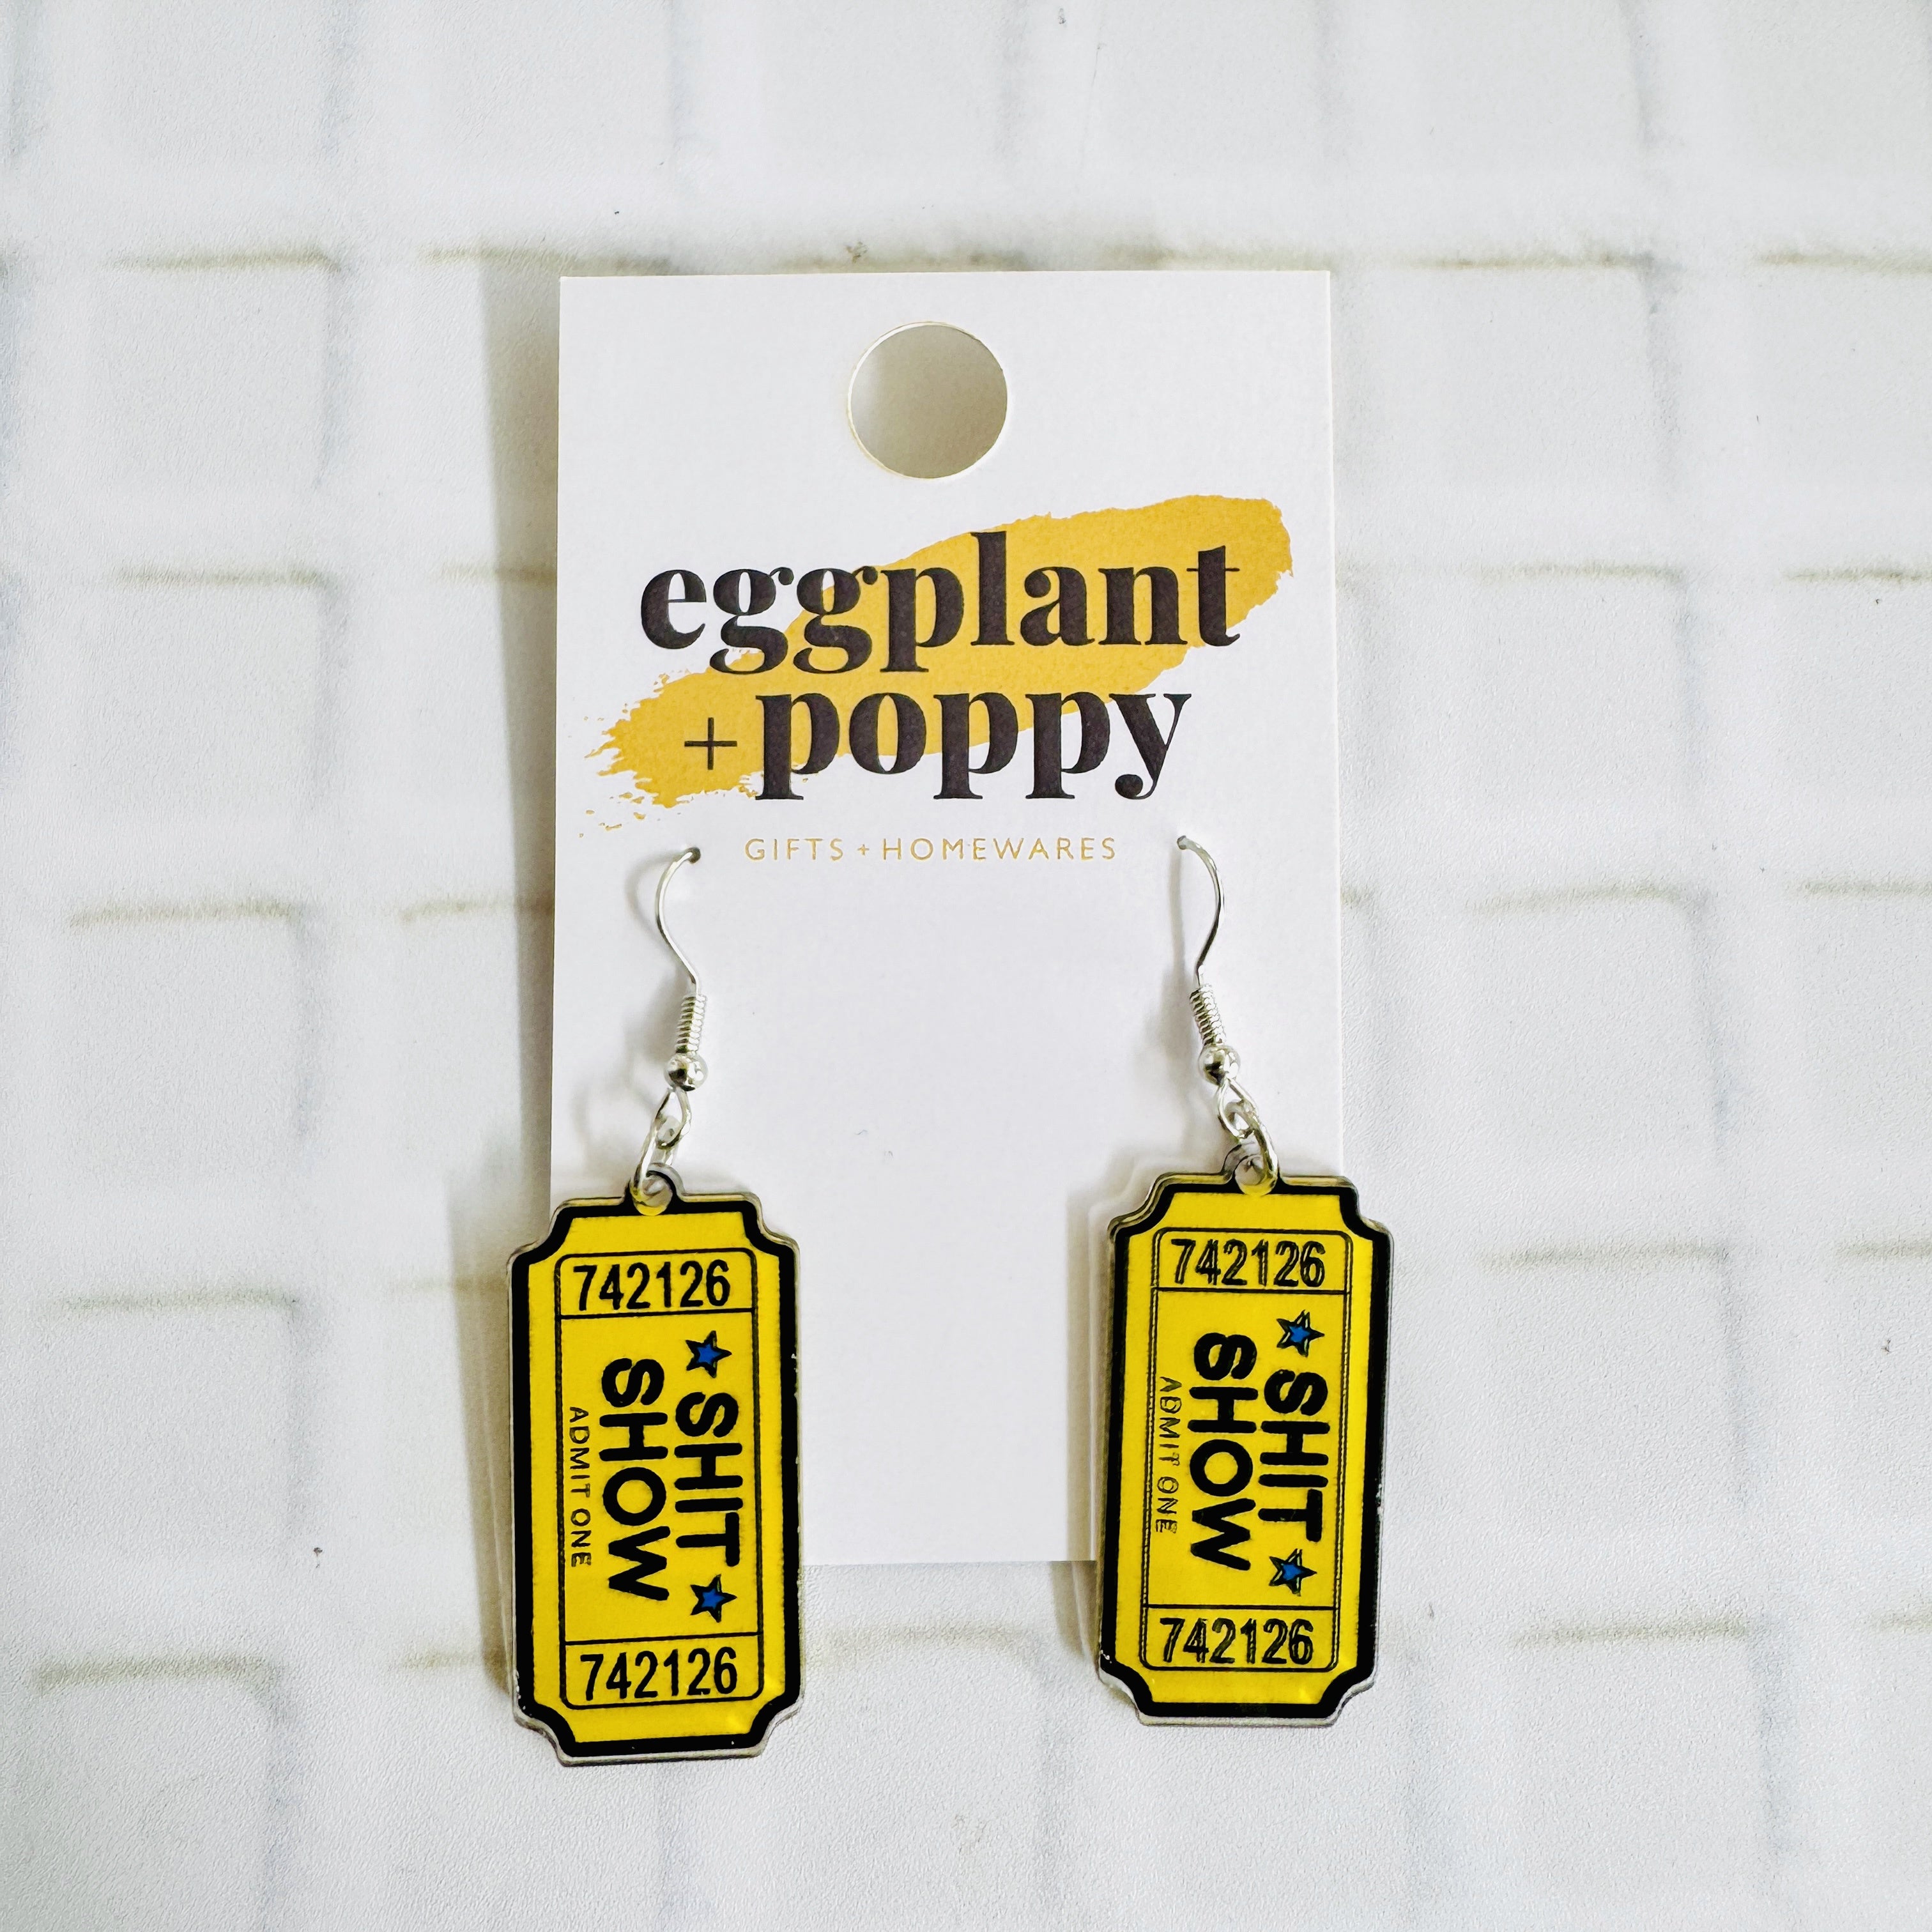 eggplant
+ poppy
GIFTS + HOMEWARES
742126
SHIT
SHOW
ADMIT ONE
742126
742126
SHIT
SHOW
ADMIT ONE
742126